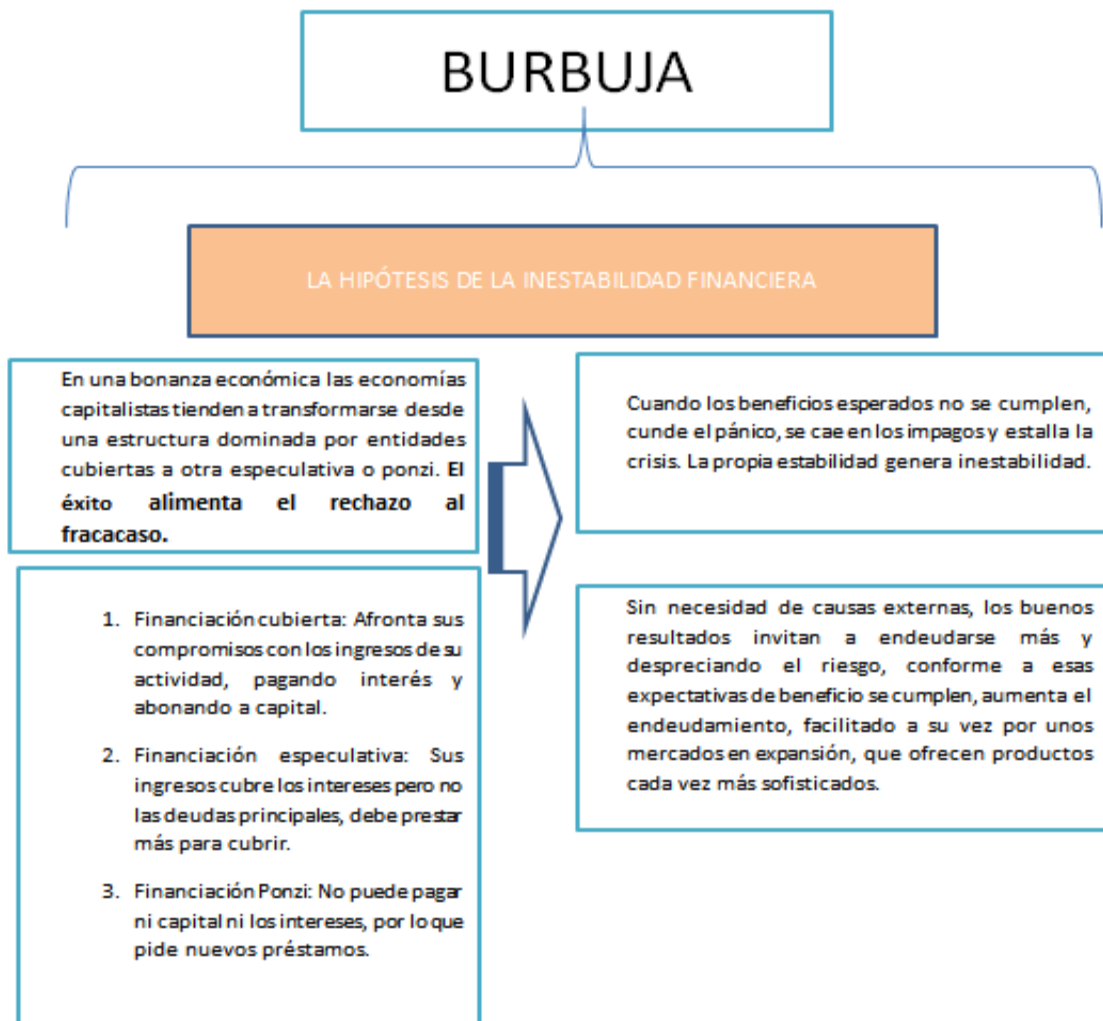 BURBUJA
LA HIPÓTESIS DE LA INESTABILIDAD FINANCIERA
En una bonanza económica las economías
capitalistas tienden a transformarse desde
una estructura dominada por entidades
cubiertas a otra especulativa o ponzi. El
éxito alimenta el rechazo al
fracacaso.
1. Financiación cubierta: Afronta sus
compromisos con los ingresos de su
actividad, pagando interés y
abonando a capital.
2. Financiación especulativa: Sus
ingresos cubre los intereses pero no
las deudas principales, debe prestar
más para cubrir.
3. Financiación Ponzi: No puede pagar
ni capital ni los intereses, por lo que
pide nuevos préstamos.
Cuando los beneficios esperados no se cumplen,
cunde el pánico, se cae en los impagos y estalla la
crisis. La propia estabilidad genera inestabilidad.
Sin necesidad de causas externas, los buenos
resultados invitan a endeudarse más y
despreciando el riesgo, conforme a esas
expectativas de beneficio se cumplen, aumenta el
endeudamiento, facilitado a su vez por unos
mercados en expansión, que ofrecen productos
cada vez más sofisticados.